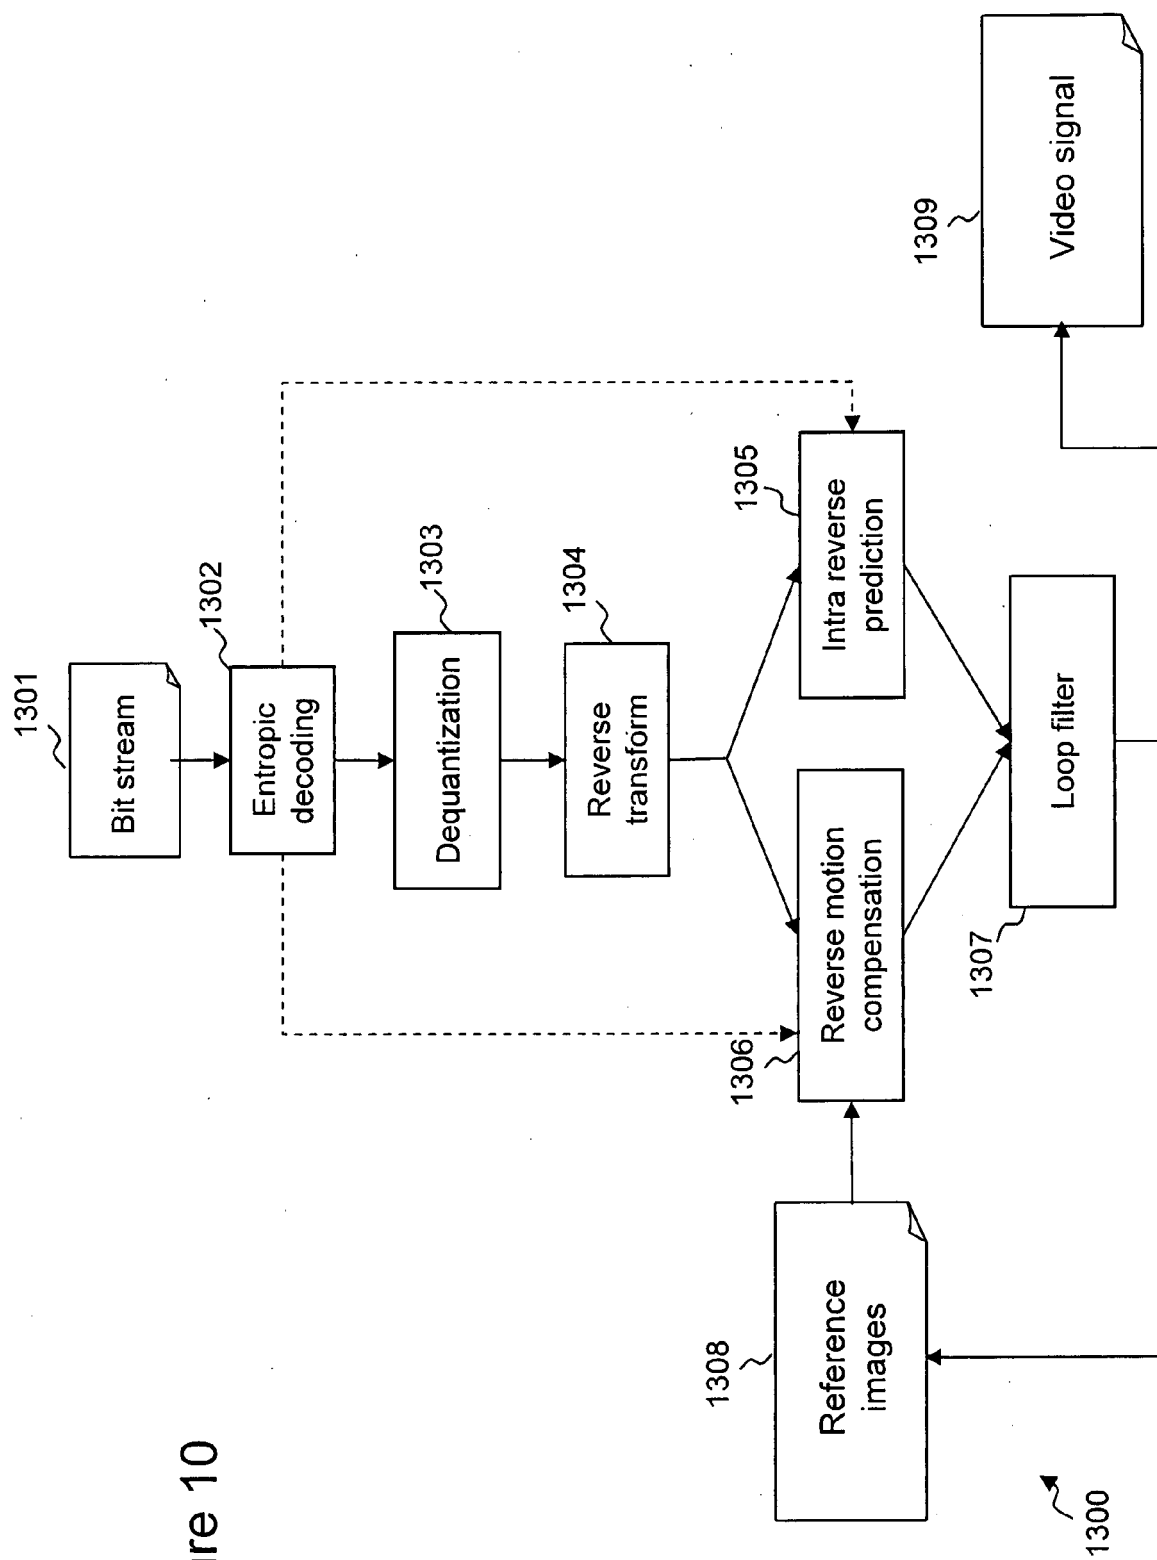 1301
Bit stream
1302
Entropic
decoding
1303
Dequantization
1304
Reverse
transform
1305
Intra reverse
prediction
1306
Reverse motion
compensation
1307
Loop filter
1308
Reference
images
1309
Video signal
1300
ure 10